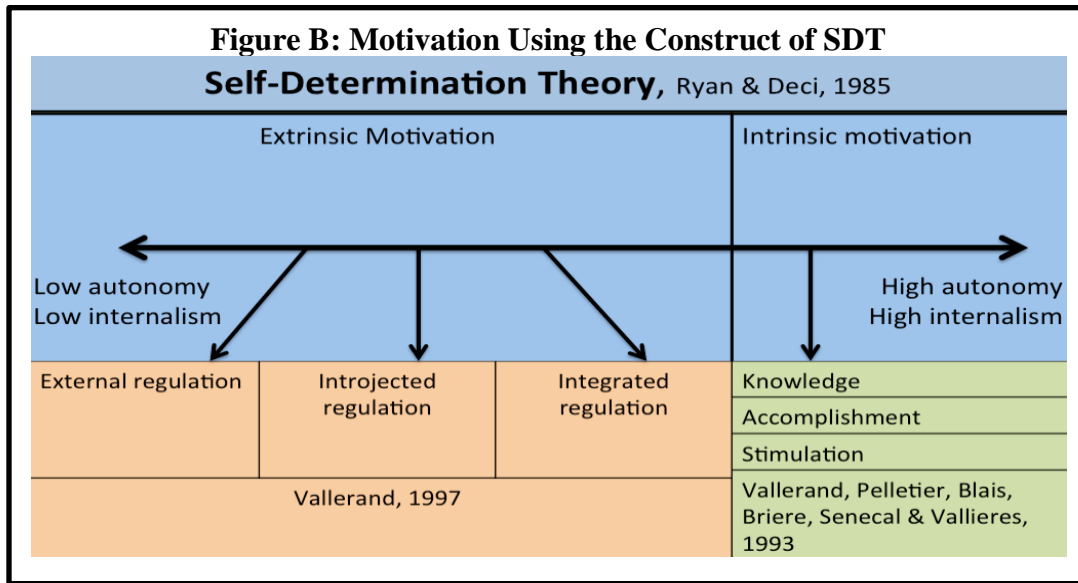 Figure B: Motivation Using the Construct of SDT
Self-Determination Theory, Ryan & Deci, 1985
Extrinsic Motivation
Intrinsic motivation
Low autonomy
Low internalism
High autonomy
High internalism
External regulation
Introjected
regulation
Integrated
regulation
Vallerand, 1997
Knowledge
Accomplishment
Stimulation
Vallerand, Pelletier, Blais,
Briere, Senecal & Vallieres,
1993